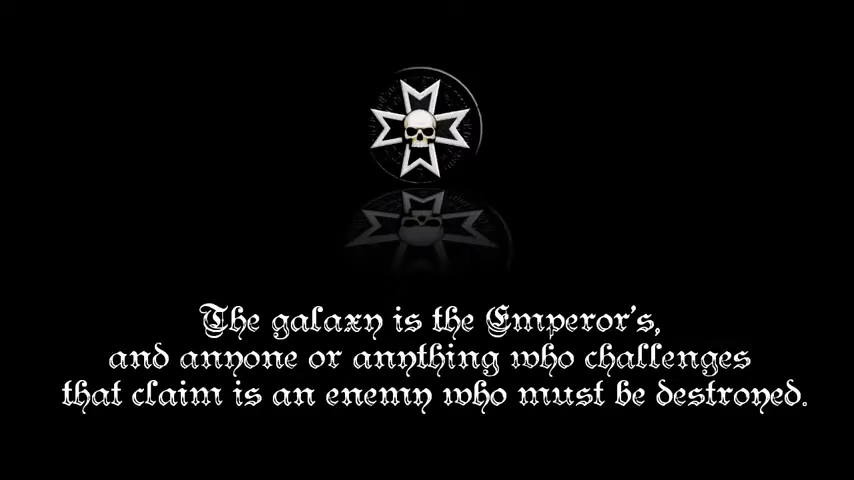 The galaxy is the Emperor's,
and anyone or anything who challenges
that claim is an enemy who must be destroyed.